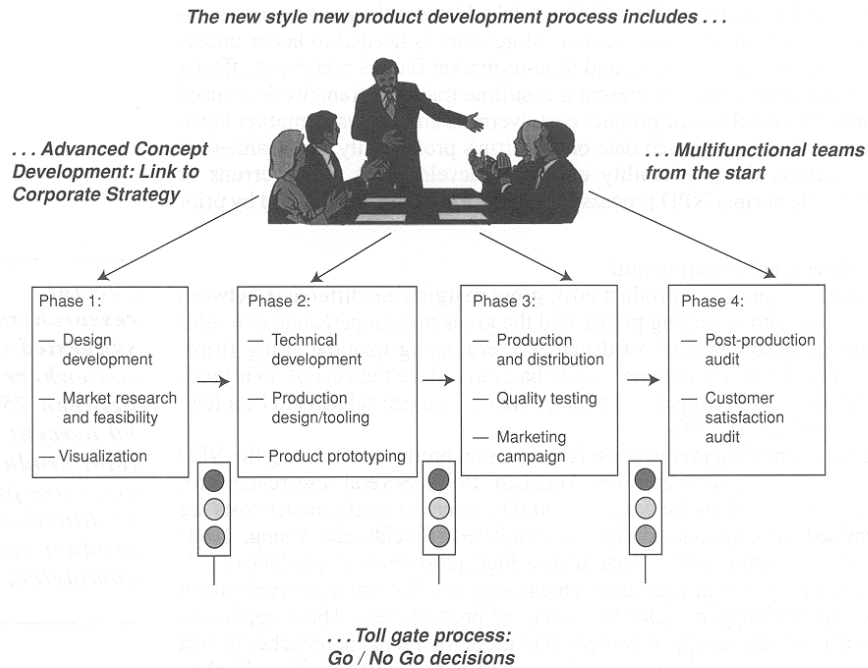 The new style new product development process includes . . .
. . . Advanced Concept
Development: Link to
Corporate Strategy
. . . Multifunctional teams
from the start
Phase 1:
— Design
development
— Market research
and feasibility
— Visualization
Phase 2:
— Technical
development
— Production
design/tooling
— Product prototyping
Phase 3:
— Production
and distribution
— Quality testing
— Marketing
campaign
Phase 4:
— Post-production
audit
— Customer
satisfaction
audit
. . . Toll gate process:
Go / No Go decisions